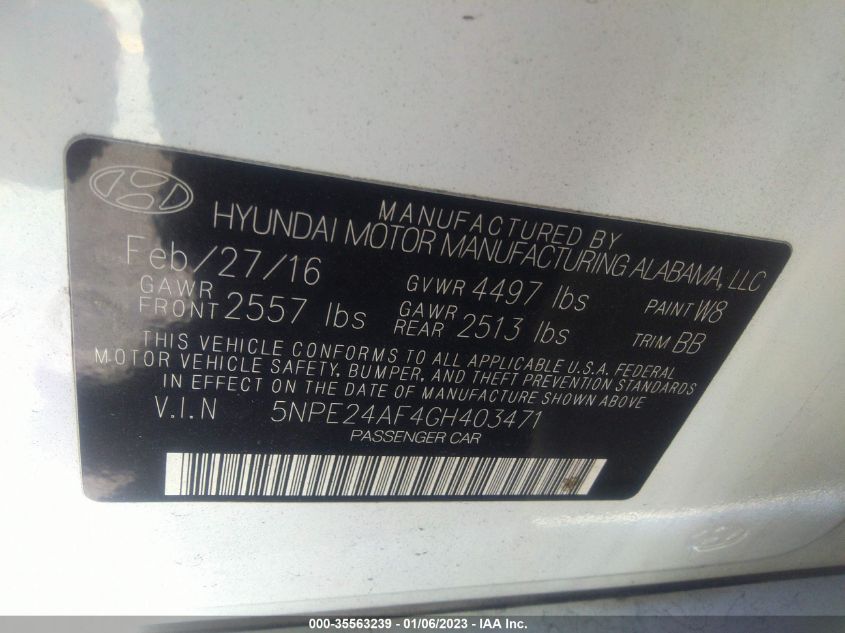 MANUFACTURED BY
HYUNDAI MOTOR MANUFACTURING ALABAMA, LLC
Feb/27/16 GVWR 4497 lbs PAINT W8
GAWR FRONT 2557 lbs GAWR REAR 2513 lbs TRIM BB
THIS VEHICLE CONFORMS TO ALL APPLICABLE U.S.A. FEDERAL
MOTOR VEHICLE SAFETY, BUMPER, AND THEFT PREVENTION STANDARDS
IN EFFECT ON THE DATE OF MANUFACTURE SHOWN ABOVE
V.I.N 5NPE24AF4GH403471
PASSENGER CAR
000-35563239 - 01/06/2023 - IAA Inc.